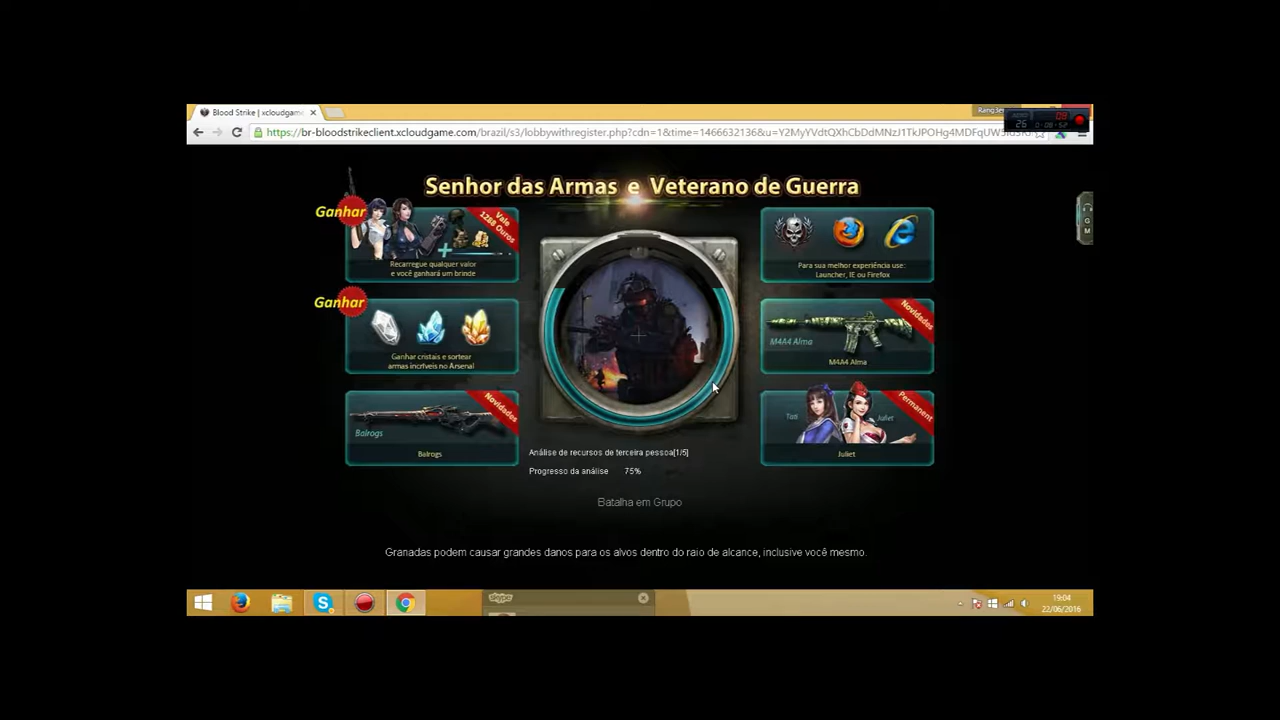 Blood Strike | xcloudgame
https://br-bloodstrikeclient.xcloudgame.com/brazil/s3/lobbywithregister.php?cdn=1&time=1466632136&u=Y2MyYVdtQXhCbDdMNzJ1TkJPOHg4MDFqUW
Senhor das Armas e Veterano de Guerra
Ganhar
Vale
1288 Ouros
Recarregue qualquer valor
e você ganhará um brinde
Para sua melhor experiência use:
Launcher, IE ou Firefox
G
M
Ganhar
Ganhar cristais e sortear
armas incríveis no Arsenal
Novidades
M4A4 Alma
M4A4 Alma
Novidades
Balrogs
Balrogs
Permanent
Tasi
Juliet
Juliet
Análise de recursos de terceira pessoa[1/5]
Progresso da análise 75%
Batalha em Grupo
Granadas podem causar grandes danos para os alvos dentro do raio de alcance, inclusive você mesmo.
skype
19:04
22/06/2016